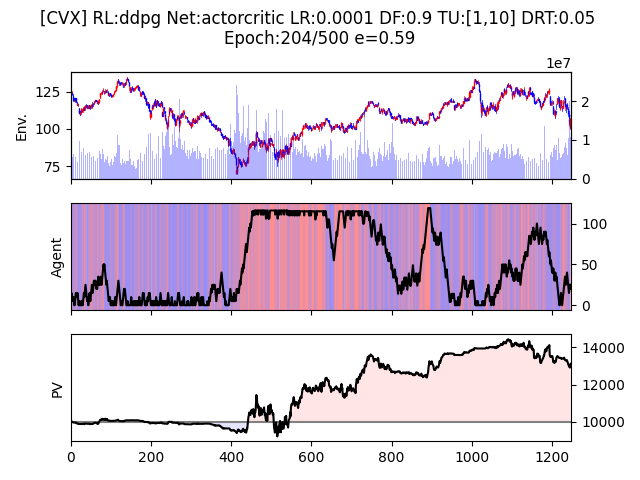 [CVX] RL:ddpg Net:actorcritic LR:0.0001 DF:0.9 TU:[1,10] DRT:0.05
Epoch:204/500 e=0.59
1e7
125
100
75
Env.
2
1
0
Agent
100
50
0
PV
14000
12000
10000
0 200 400 600 800 1000 1200